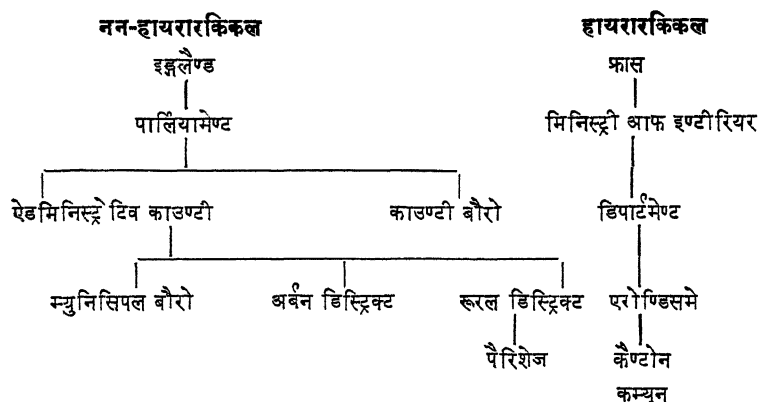 नन-हायरारकिकल हायरारकिकल
इङ्गलैण्ड फ्रास
पार्लियामेण्ट मिनिस्ट्री आफ इण्टीरियर
ऐडमिनिस्ट्रेटिव काउण्टी काउण्टी बौरो डिपार्टमेण्ट
म्युनिसिपल बौरो अर्बन डिस्ट्रिक्ट रूरल डिस्ट्रिक्ट एरोण्डिसमे
पैरिशेज कैण्टोन
कम्यून